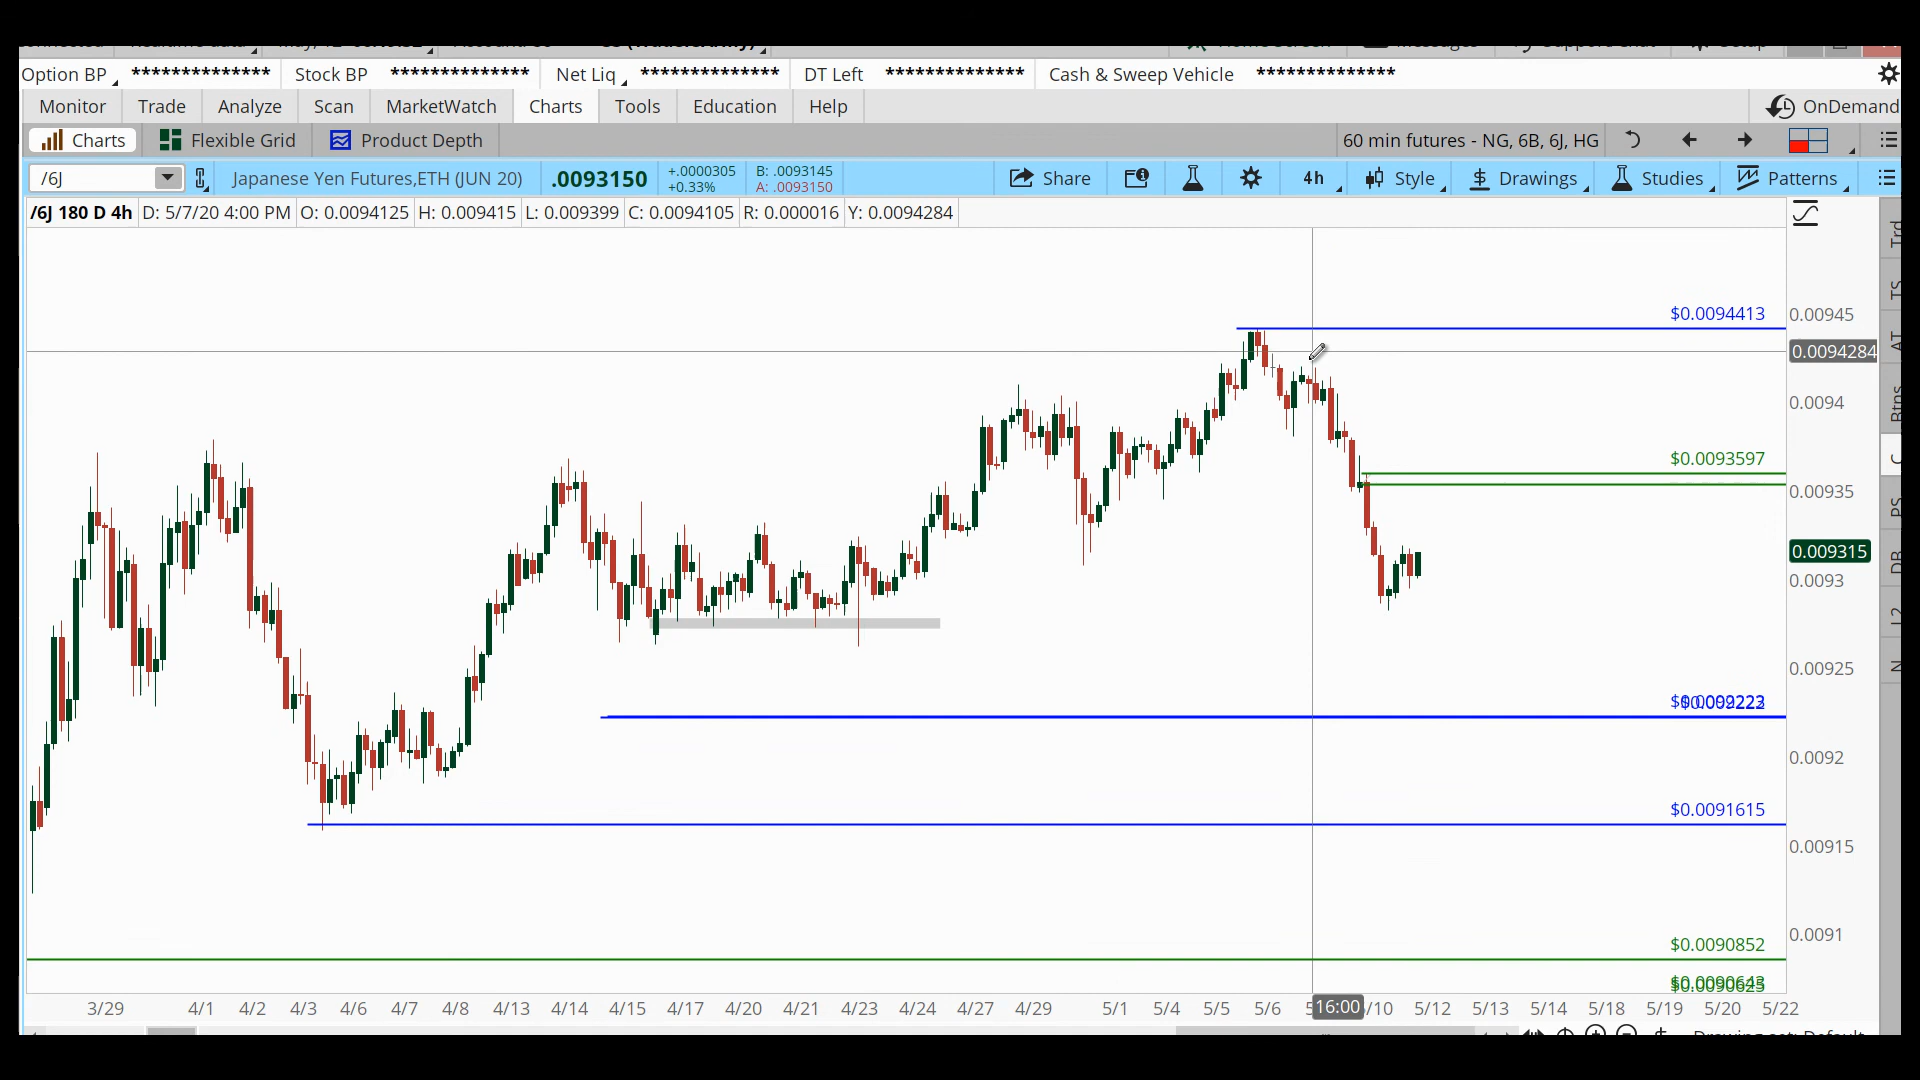 Option BP ************** Stock BP ************** Net Liq ************** DT Left ************** Cash & Sweep Vehicle **************
Monitor Trade Analyze Scan MarketWatch Charts Tools Education Help OnDemand
Charts Flexible Grid Product Depth 60 min futures - NG, 6B, 6J, HG
/6J Japanese Yen Futures,ETH (JUN 20) .0093150 +.0000305 B: .0093145 Share 4h $ Style Drawings Studies Patterns
+0.33% A: .0093150
/6J 180 D 4h D: 5/7/20 4:00 PM O: 0.0094125 H: 0.009415 L: 0.009399 C: 0.0094105 R: 0.000016 Y: 0.0094284
Trd
TS
AT
Btns
C
PS
DB
L2
N
$0.0094413 0.00945
0.0094284
0.0094
$0.0093597
0.00935
0.009315
0.0093
0.00925
0.0092
$0.0091615
0.00915
$0.0090852 0.0091
3/29 4/1 4/2 4/3 4/6 4/7 4/8 4/13 4/14 4/15 4/17 4/20 4/21 4/23 4/24 4/27 4/29 5/1 5/4 5/5 5/6 16:00 /10 5/12 5/13 5/14 5/18 5/19 5/20 5/22